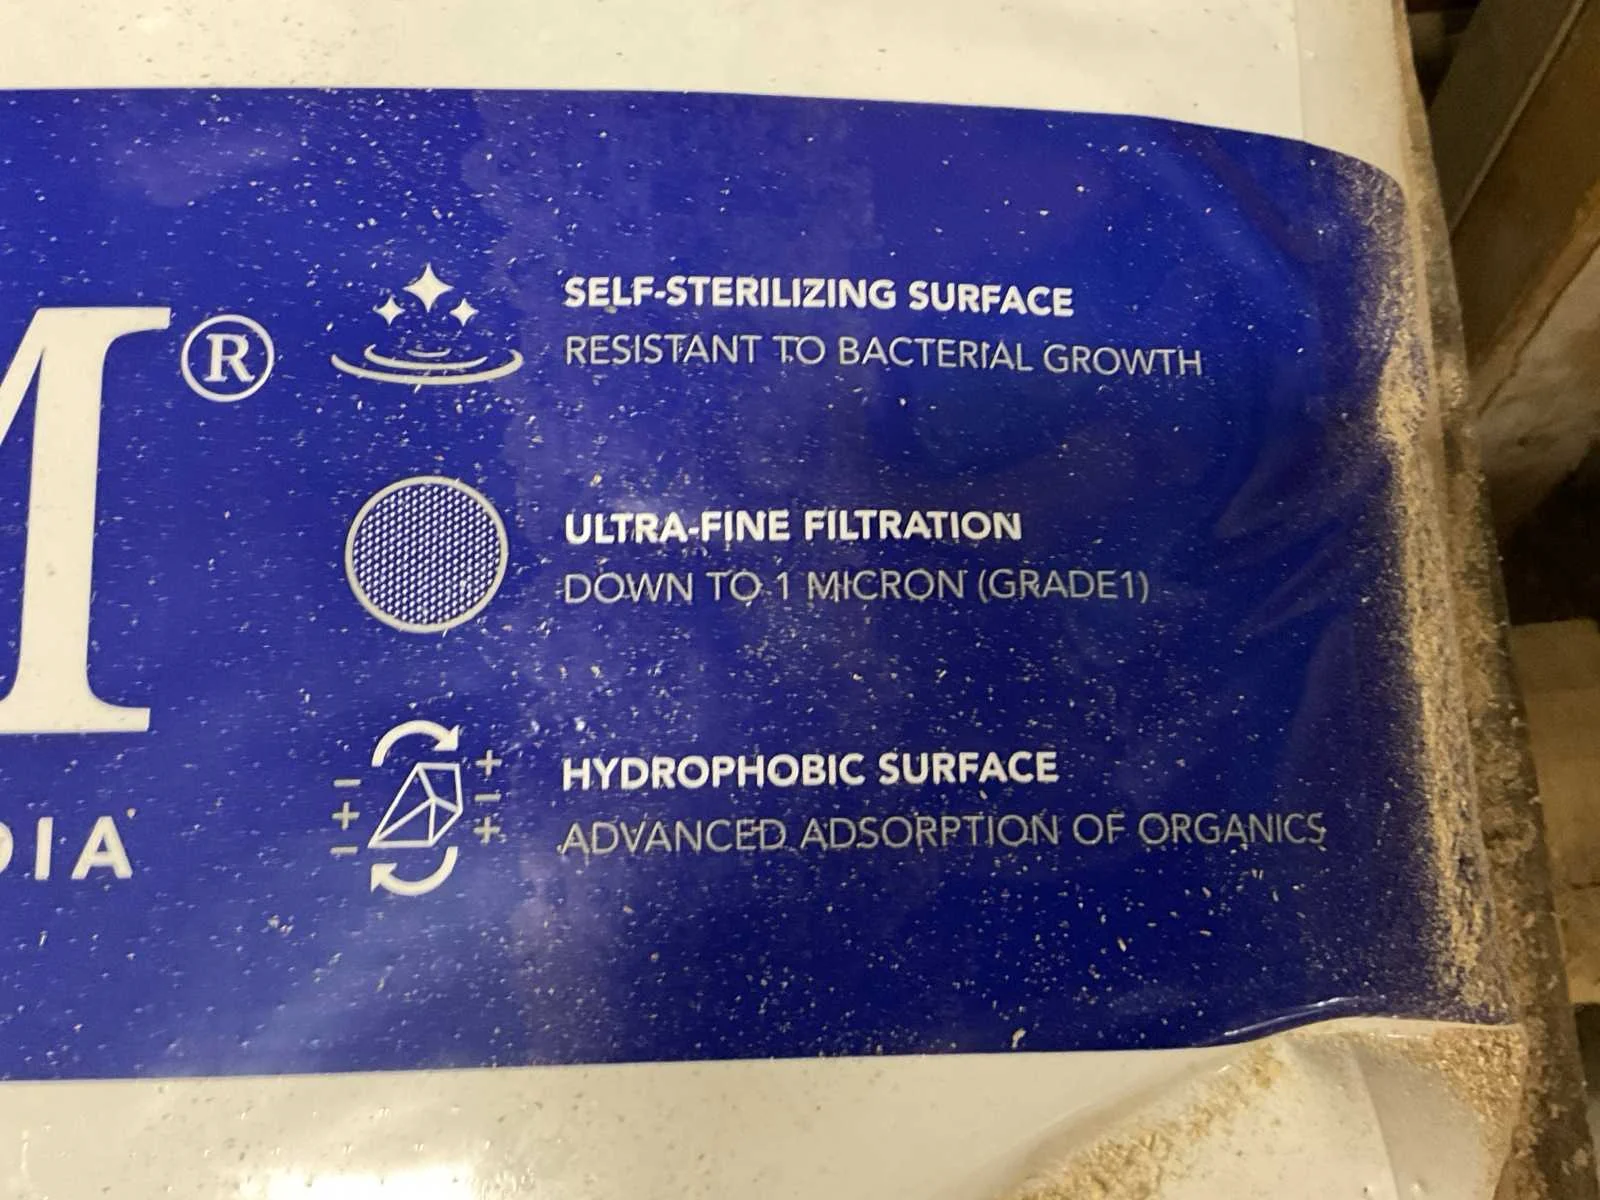 M®
DIA
SELF-STERILIZING SURFACE
RESISTANT TO BACTERIAL GROWTH
ULTRA-FINE FILTRATION
DOWN TO 1 MICRON (GRADE1)
HYDROPHOBIC SURFACE
ADVANCED ADSORPTION OF ORGANICS